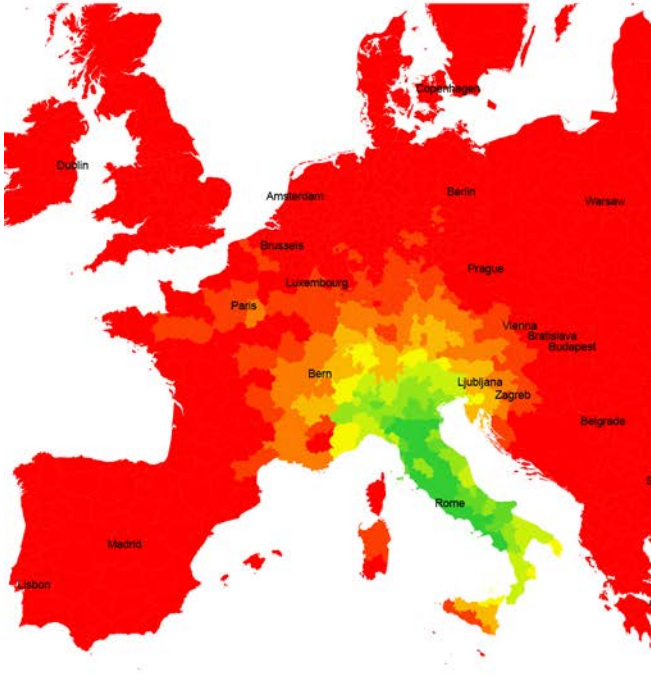 Copenhagen
Dublin
Berlin
Amsterdam
Warsaw
Brussels
Prague
Luxembourg
Paris
Vienna
Bratislava
Budapest
Bern
Ljubljana
Zagreb
Belgrade
Rome
Madrid
Lisbon